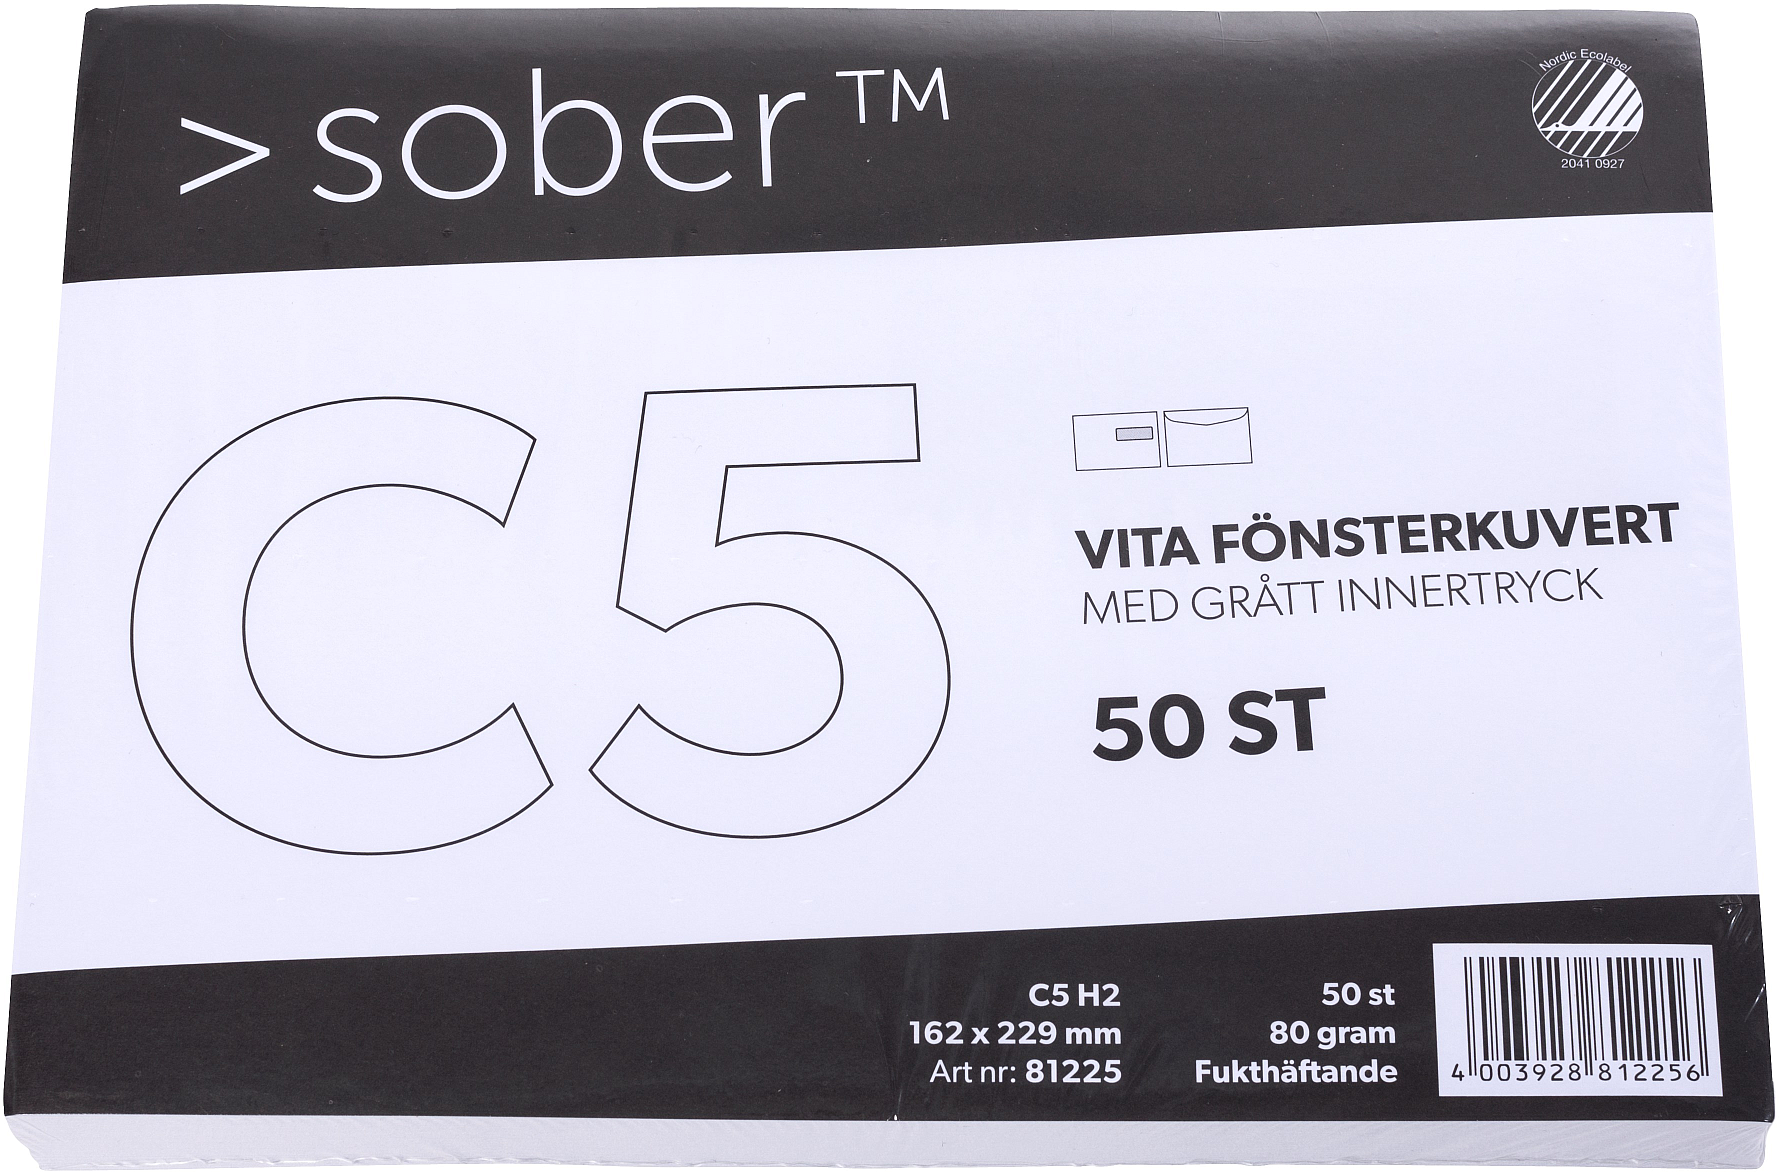 > sober™
Nordic Ecolabel
2041 0927
C5
VITA FÖNSTERKUVERT
MED GRÅTT INNERTRYCK
50 ST
C5 H2
162 x 229 mm
Art nr: 81225
50 st
80 gram
Fukthäftande
4 003928 812256